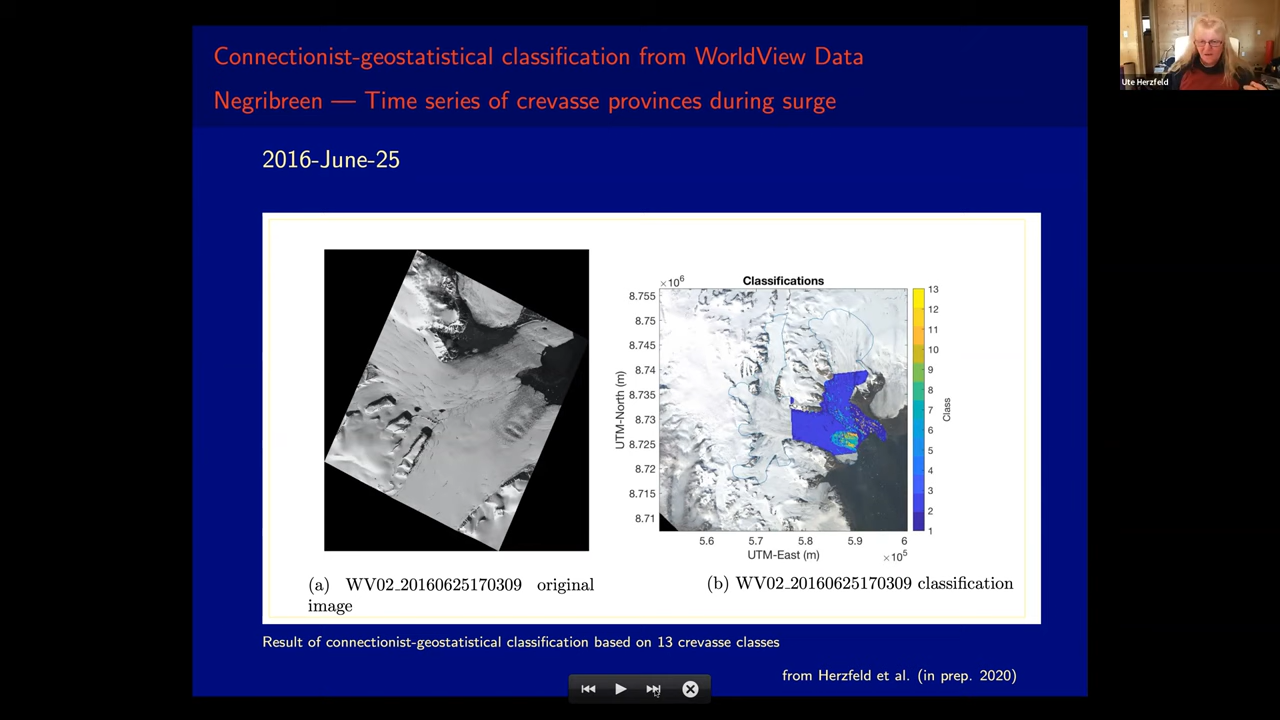 Connectionist-geostatistical classification from WorldView Data
Negribreen — Time series of crevasse provinces during surge
Ute Herzfeld
2016-June-25
Classifications
×10⁶
8.755
8.75
8.745
8.74
8.735
8.73
8.725
8.72
8.715
8.71
UTM-North (m)
5.6 5.7 5.8 5.9 6
UTM-East (m)
×10⁵
13
12
11
10
9
8
7
6
5
4
3
2
1
Class
(a) WV02_20160625170309 original
image
(b) WV02_20160625170309 classification
Result of connectionist-geostatistical classification based on 13 crevasse classes
from Herzfeld et al. (in prep. 2020)